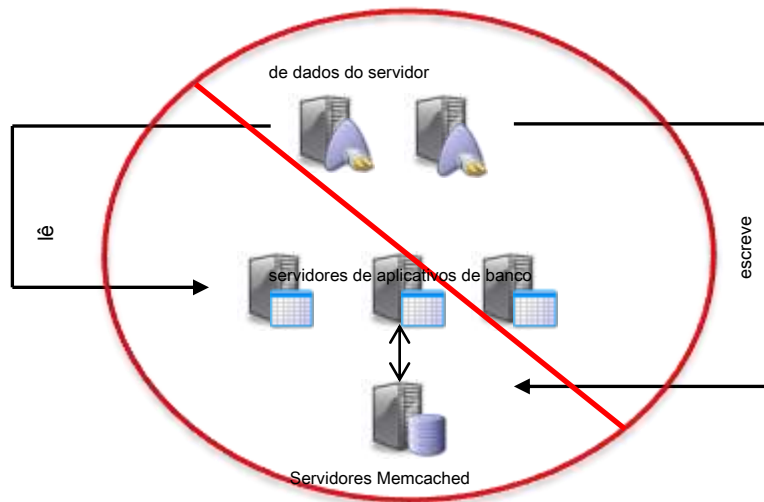 de dados do servidor
lê
escreve
servidores de aplicativos de banco
Servidores Memcached